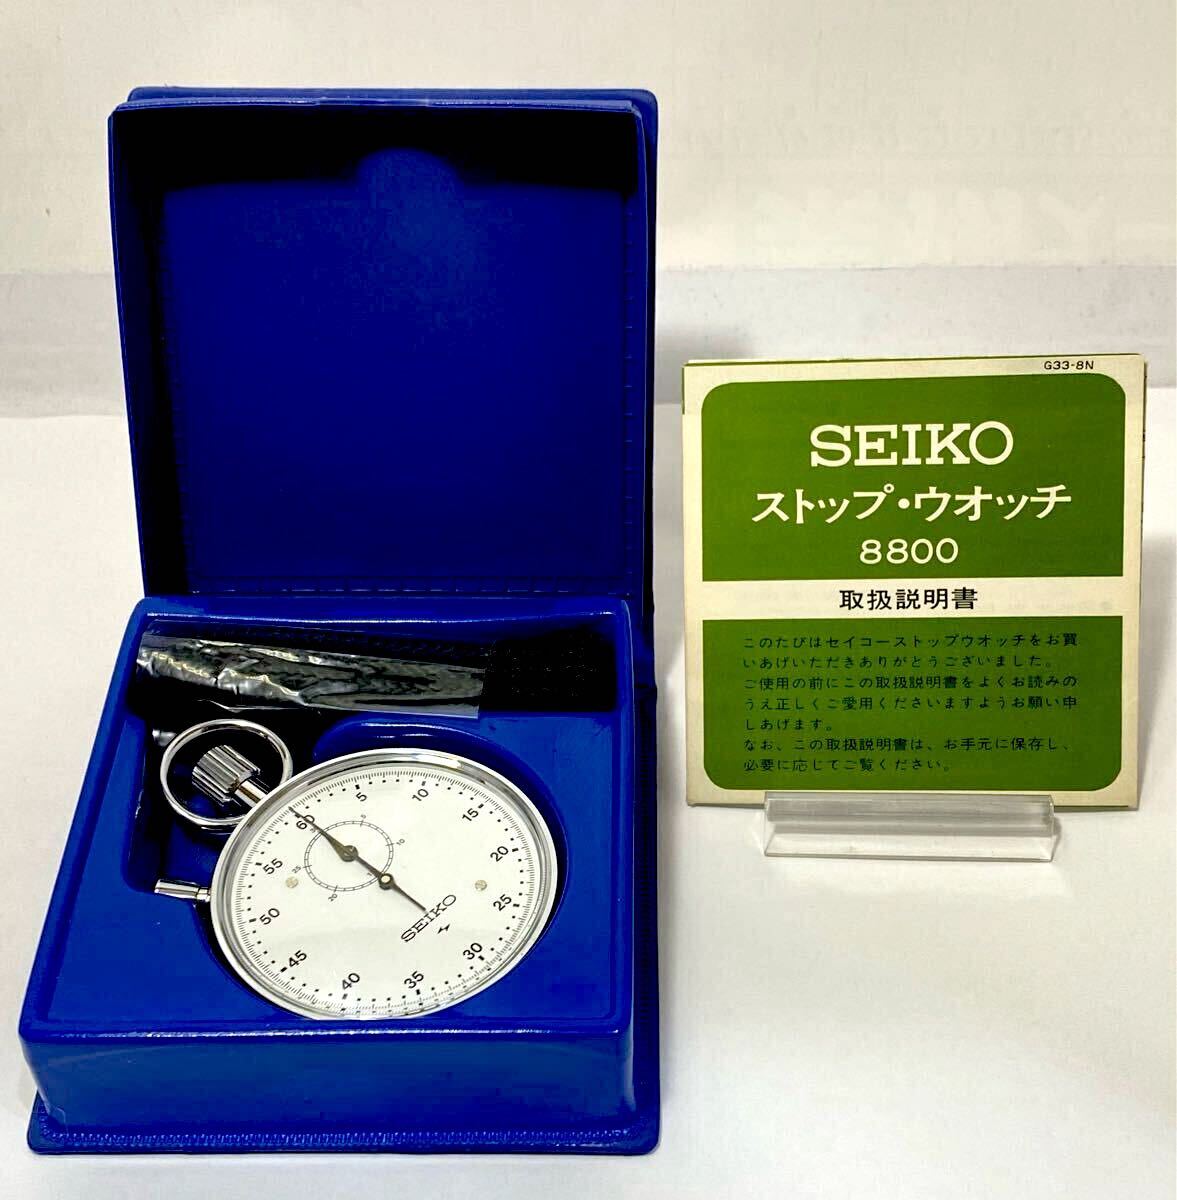 G33-8N
SEIKO
ストップ・ウオッチ
8800
取扱説明書
このたびはセイコーストップウオッチをお買
いあげいただきありがとうございました。
ご使用の前にこの取扱説明書をよくお読みの
うえ正しくご愛用くださいますようお願い申
しあげます。
なお、この取扱説明書は、お手元に保存し、
必要に応じてご覧ください。
60
5
10
15
20
25
30
35
40
45
50
55
5
10
20
25
SEIKO